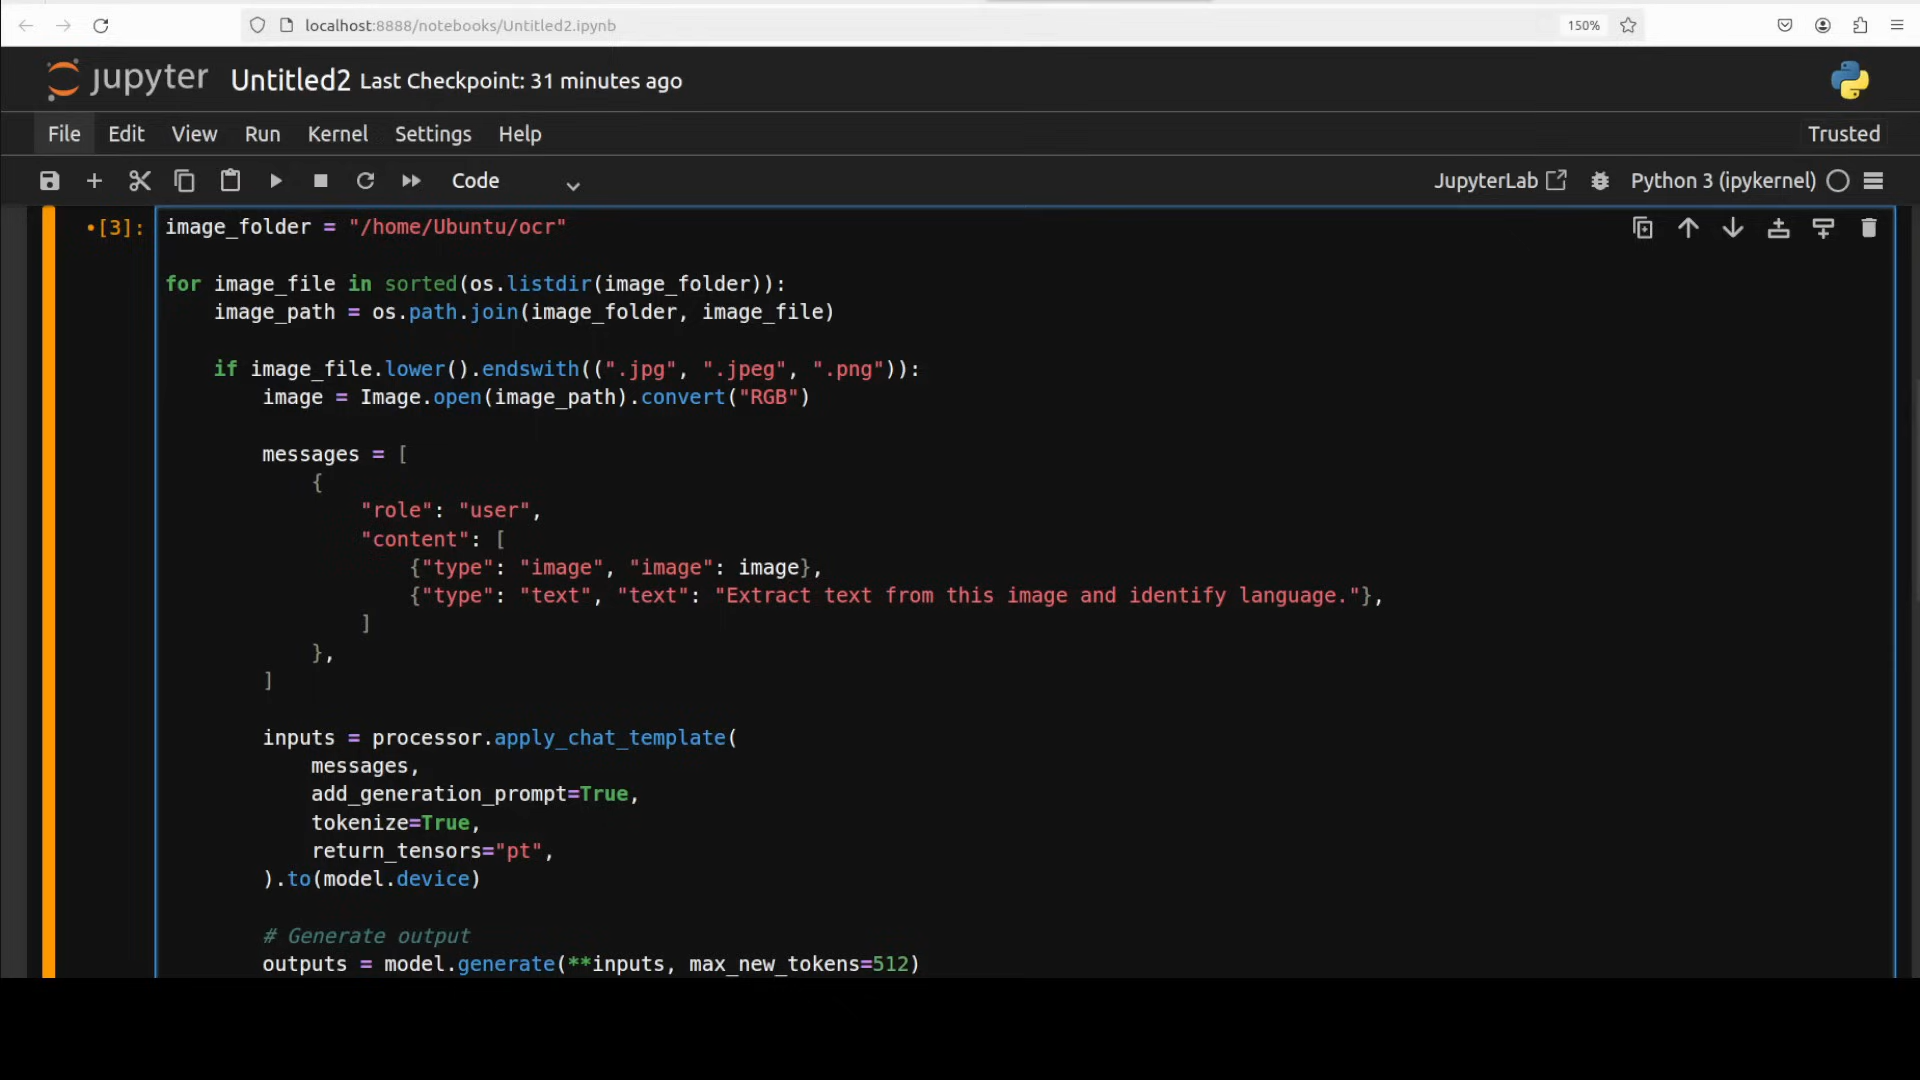 localhost:8888/notebooks/Untitled2.ipynb 150%
jupyter Untitled2 Last Checkpoint: 31 minutes ago
File Edit View Run Kernel Settings Help Trusted
Code JupyterLab Python 3 (ipykernel)
•[3]: image_folder = "/home/Ubuntu/ocr"
for image_file in sorted(os.listdir(image_folder)):
    image_path = os.path.join(image_folder, image_file)
    if image_file.lower().endswith((".jpg", ".jpeg", ".png")):
        image = Image.open(image_path).convert("RGB")
        messages = [
            {
                "role": "user",
                "content": [
                    {"type": "image", "image": image},
                    {"type": "text", "text": "Extract text from this image and identify language."},
                ]
            },
        ]
        inputs = processor.apply_chat_template(
            messages,
            add_generation_prompt=True,
            tokenize=True,
            return_tensors="pt",
        ).to(model.device)
        # Generate output
        outputs = model.generate(**inputs, max_new_tokens=512)